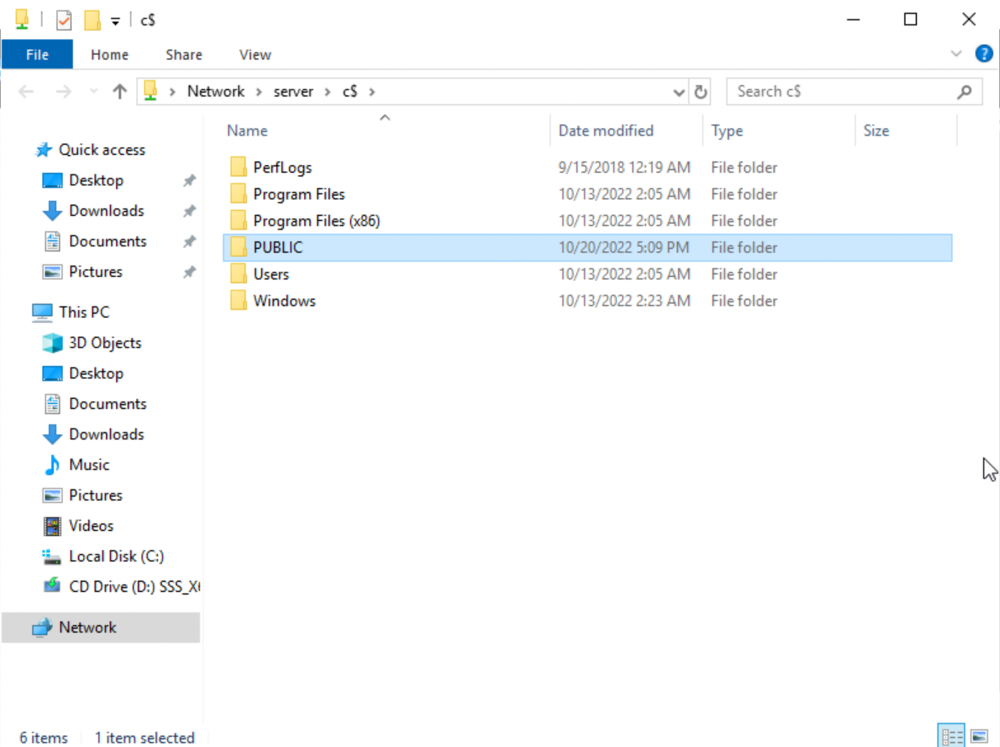 c$
File Home Share View
Network server c$ Search c$
Name Date modified Type Size
Quick access
Desktop
Downloads
Documents
Pictures
This PC
3D Objects
Desktop
Documents
Downloads
Music
Pictures
Videos
Local Disk (C:)
CD Drive (D:) SSS_X
Network
PerfLogs 9/15/2018 12:19 AM File folder
Program Files 10/13/2022 2:05 AM File folder
Program Files (x86) 10/13/2022 2:05 AM File folder
PUBLIC 10/20/2022 5:09 PM File folder
Users 10/13/2022 2:05 AM File folder
Windows 10/13/2022 2:23 AM File folder
6 items 1 item selected